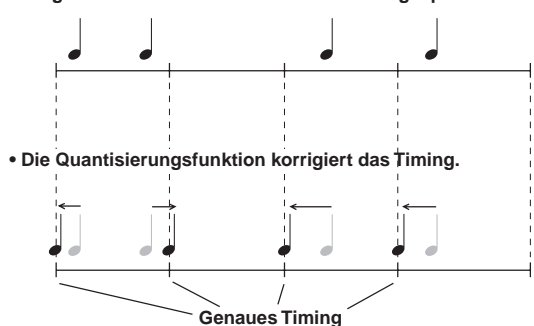 • Die Quantisierungsfunktion korrigiert das Timing.
Genaues Timing